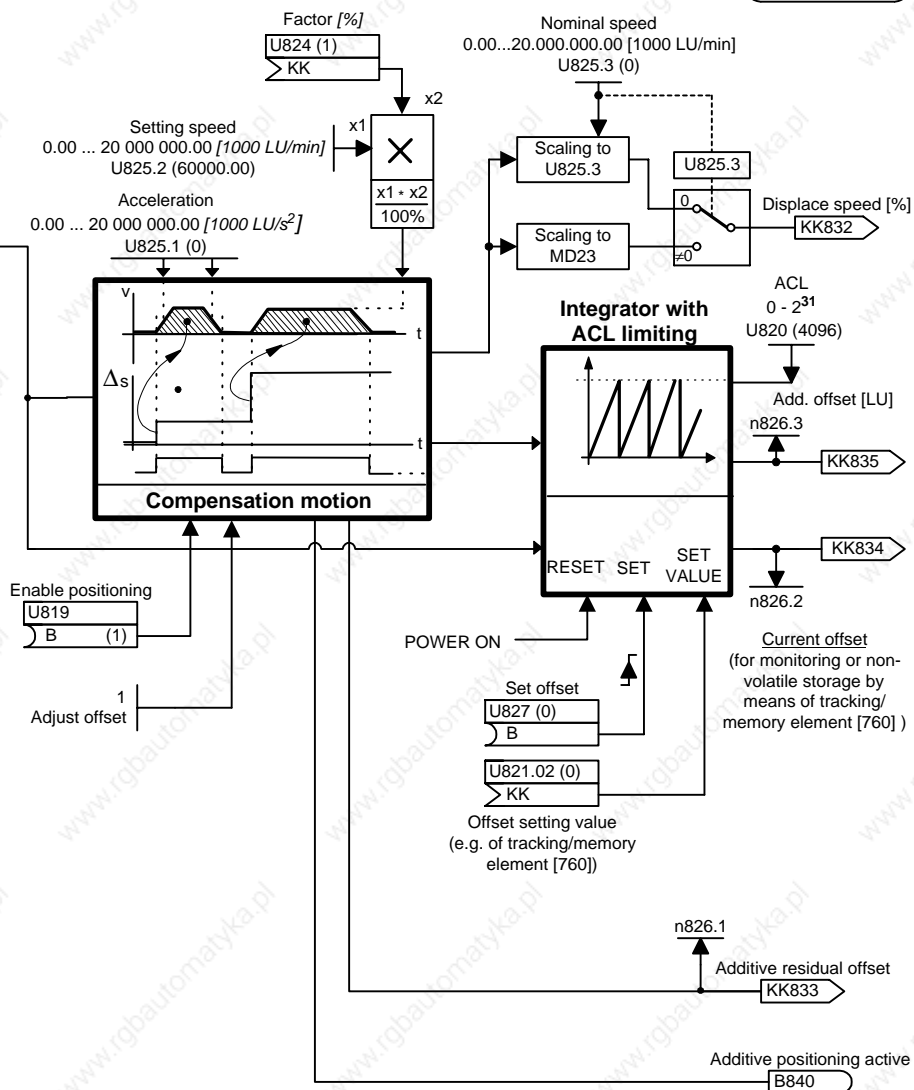 Factor [%]
U824 (1)
KK
x2
Setting speed
0.00 ... 20 000 000.00 [1000 LU/min]
U825.2 (60000.00)
x1
x1 * x2
100%
Acceleration
0.00 ... 20 000 000.00 [1000 LU/s²]
U825.1 (0)
Nominal speed
0.00...20.000.000.00 [1000 LU/min]
U825.3 (0)
Scaling to
U825.3
U825.3
Scaling to
MD23
0
≠0
Displace speed [%]
KK832
v
t
Δs
t
Compensation motion
Integrator with
ACL limiting
ACL
0 - 2³¹
U820 (4096)
Add. offset [LU]
n826.3
KK835
KK834
n826.2
RESET SET SET
VALUE
Enable positioning
U819
B (1)
1
Adjust offset
POWER ON
Current offset
(for monitoring or non-
volatile storage by
means of tracking/
memory element [760] )
Set offset
U827 (0)
B
U821.02 (0)
KK
Offset setting value
(e.g. of tracking/memory
element [760])
n826.1
Additive residual offset
KK833
Additive positioning active
B840
www.rgbautomatyka.pl